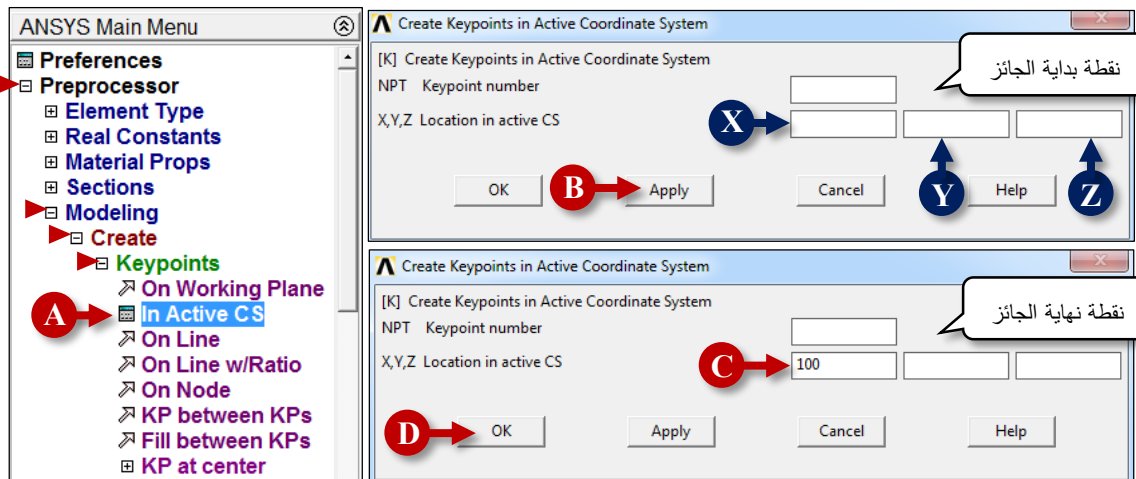 ANSYS Main Menu
Preferences
Preprocessor
Element Type
Real Constants
Material Props
Sections
Modeling
Create
Keypoints
On Working Plane
A
In Active CS
On Line
On Line w/Ratio
On Node
KP between KPs
Fill between KPs
KP at center
Create Keypoints in Active Coordinate System
[K] Create Keypoints in Active Coordinate System
نقطة بداية الجائز
NPT Keypoint number
X,Y,Z Location in active CS
X
Y
Z
OK
B
Apply
Cancel
Help
Create Keypoints in Active Coordinate System
[K] Create Keypoints in Active Coordinate System
نقطة نهاية الجائز
NPT Keypoint number
X,Y,Z Location in active CS
C
100
D
OK
Apply
Cancel
Help